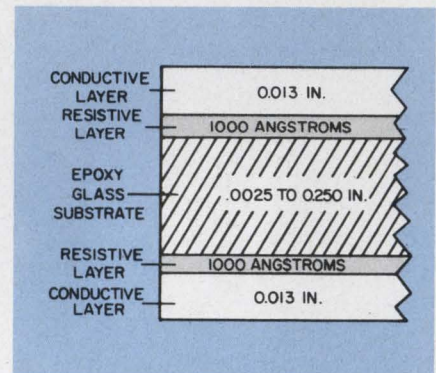 CONDUCTIVE
LAYER
0.013 IN.
RESISTIVE
LAYER
1000 ANGSTROMS
EPOXY
GLASS
SUBSTRATE
.0025 TO 0.250 IN.
RESISTIVE
LAYER
1000 ANGSTROMS
CONDUCTIVE
LAYER
0.013 IN.